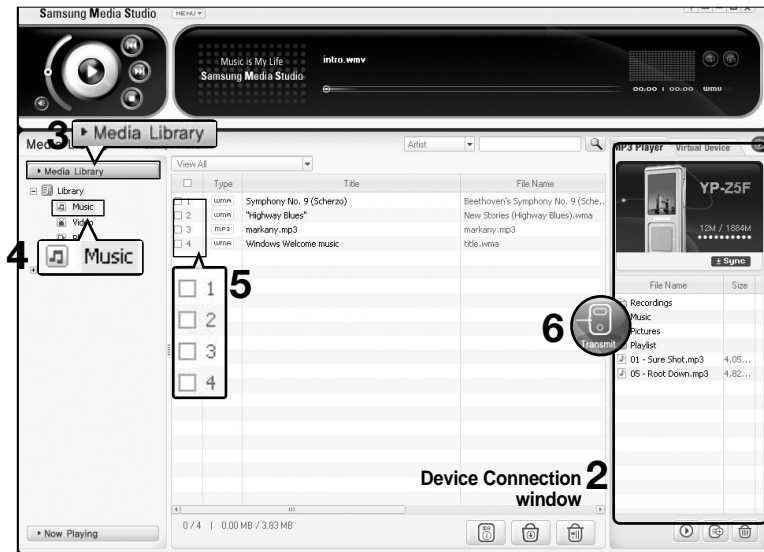 Samsung Media Studio MENU
Music is My Life
Samsung Media Studio
intro.wmv
00:00 | 00:00 wmv
3
Media Library
Artist
MP3 Player Virtual Device
Media Library
View All
Library
Music
Video
4 Music
Type Title File Name
1 WMA Symphony No. 9 (Scherzo) Beethoven's Symphony No. 9 (Sche..
2 WMA "Highway Blues" New Stories (Highway Blues).wma
3 MP3 markany.mp3 markany.mp3
4 WMA Windows Welcome music title.wma
5
1
2
3
4
YP-Z5F
12M / 1884M
Sync
File Name Size
6
Transmit
Recordings
Music
Pictures
Playlist
01 - Sure Shot.mp3 4.05...
05 - Root Down.mp3 4.82...
Device Connection 2
window
Now Playing
0 / 4 | 0.00 MB / 3.83 MB